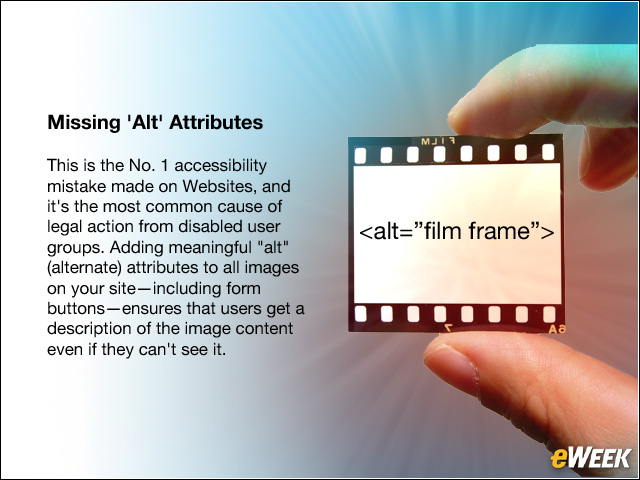 Missing 'Alt' Attributes
This is the No. 1 accessibility
mistake made on Websites, and
it's the most common cause of
legal action from disabled user
groups. Adding meaningful "alt"
(alternate) attributes to all images
on your site—including form
buttons—ensures that users get a
description of the image content
even if they can't see it.
FILM
<alt=”film frame”>
7 6A
eWEEK